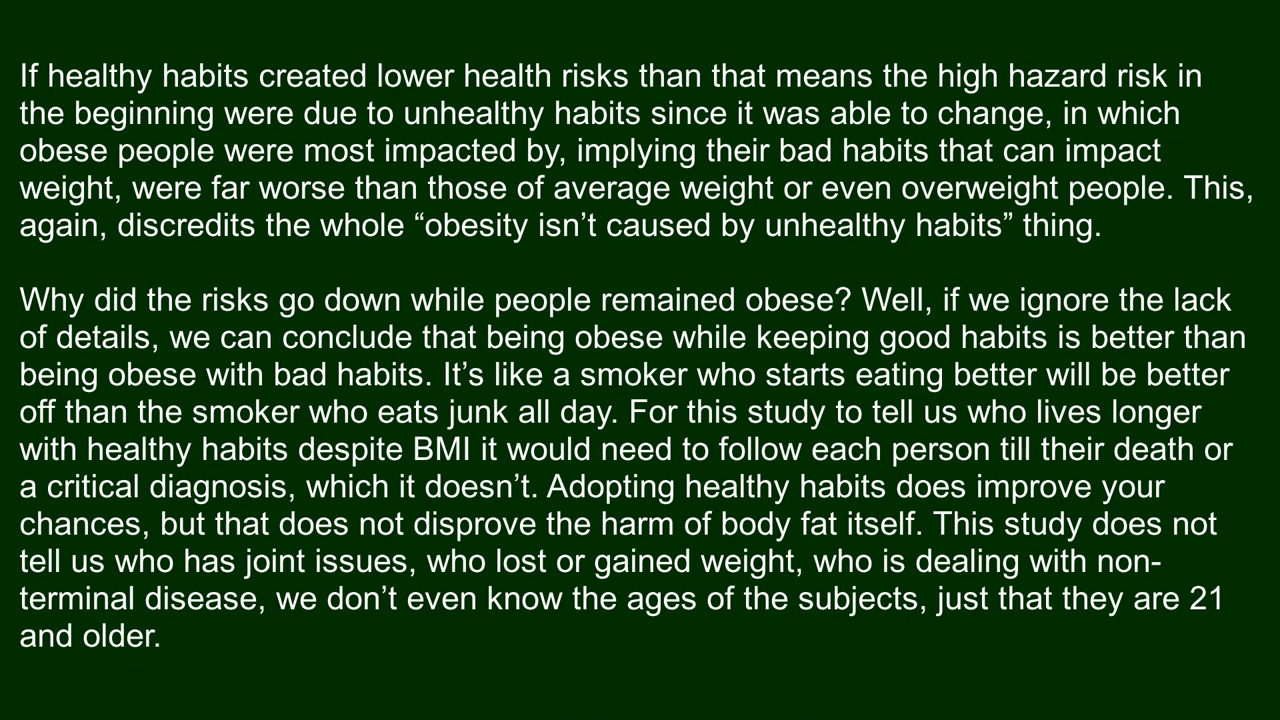 If healthy habits created lower health risks than that means the high hazard risk in
the beginning were due to unhealthy habits since it was able to change, in which
obese people were most impacted by, implying their bad habits that can impact
weight, were far worse than those of average weight or even overweight people. This,
again, discredits the whole “obesity isn’t caused by unhealthy habits” thing.
Why did the risks go down while people remained obese? Well, if we ignore the lack
of details, we can conclude that being obese while keeping good habits is better than
being obese with bad habits. It’s like a smoker who starts eating better will be better
off than the smoker who eats junk all day. For this study to tell us who lives longer
with healthy habits despite BMI it would need to follow each person till their death or
a critical diagnosis, which it doesn’t. Adopting healthy habits does improve your
chances, but that does not disprove the harm of body fat itself. This study does not
tell us who has joint issues, who lost or gained weight, who is dealing with non-
terminal disease, we don’t even know the ages of the subjects, just that they are 21
and older.